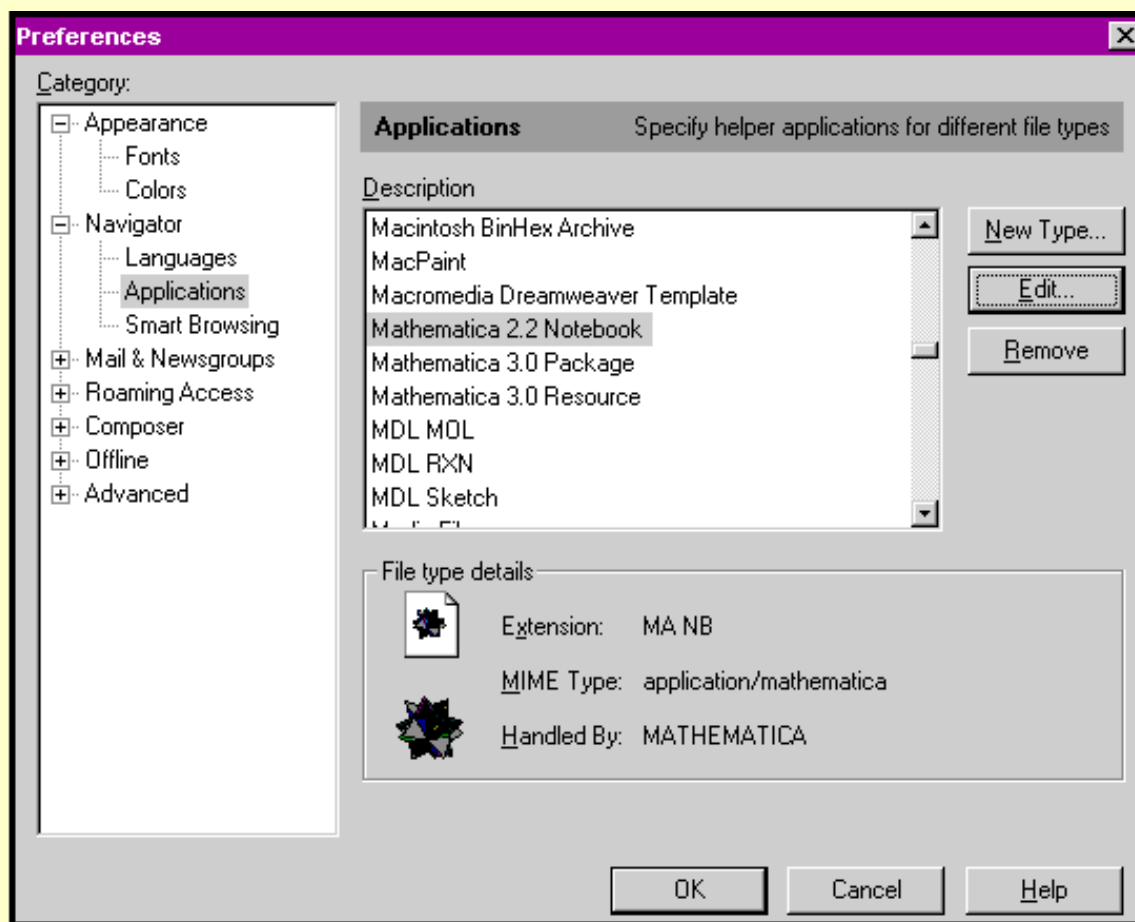 Preferences
Category:
Appearance
Fonts
Colors
Navigator
Languages
Applications
Smart Browsing
Mail & Newsgroups
Roaming Access
Composer
Offline
Advanced
Applications Specify helper applications for different file types
Description
Macintosh BinHex Archive
MacPaint
Macromedia Dreamweaver Template
Mathematica 2.2 Notebook
Mathematica 3.0 Package
Mathematica 3.0 Resource
MDL MOL
MDL RXN
MDL Sketch
New Type...
Edit...
Remove
File type details
Extension: MA NB
MIME Type: application/mathematica
Handled By: MATHEMATICA
OK Cancel Help